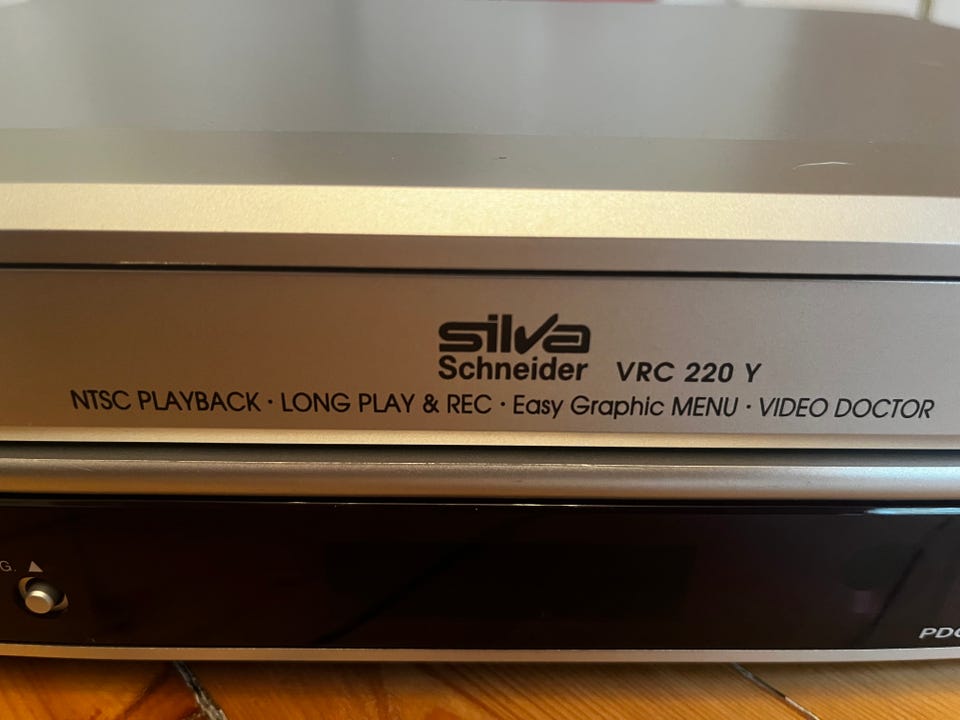 silva
Schneider VRC 220 Y
NTSC PLAYBACK · LONG PLAY & REC · Easy Graphic MENU · VIDEO DOCTOR
G. ▲